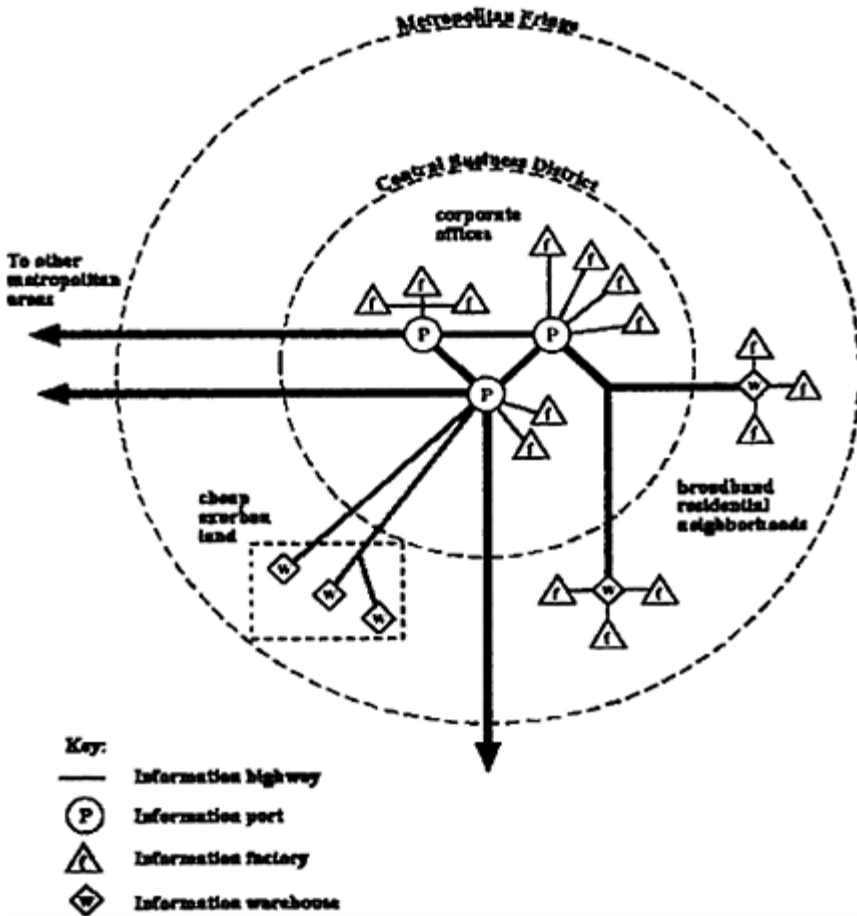 Metropolitan Fringe
Central Business District
corporate
offices
To other
metropolitan
areas
f
f
f
f
f
f
f
P
P
P
f
f
f
w
f
f
cheap
exurban
land
broadband
residential
neighborhoods
w
w
w
f
w
f
f
Key:
Information highway
P Information port
f Information factory
w Information warehouse